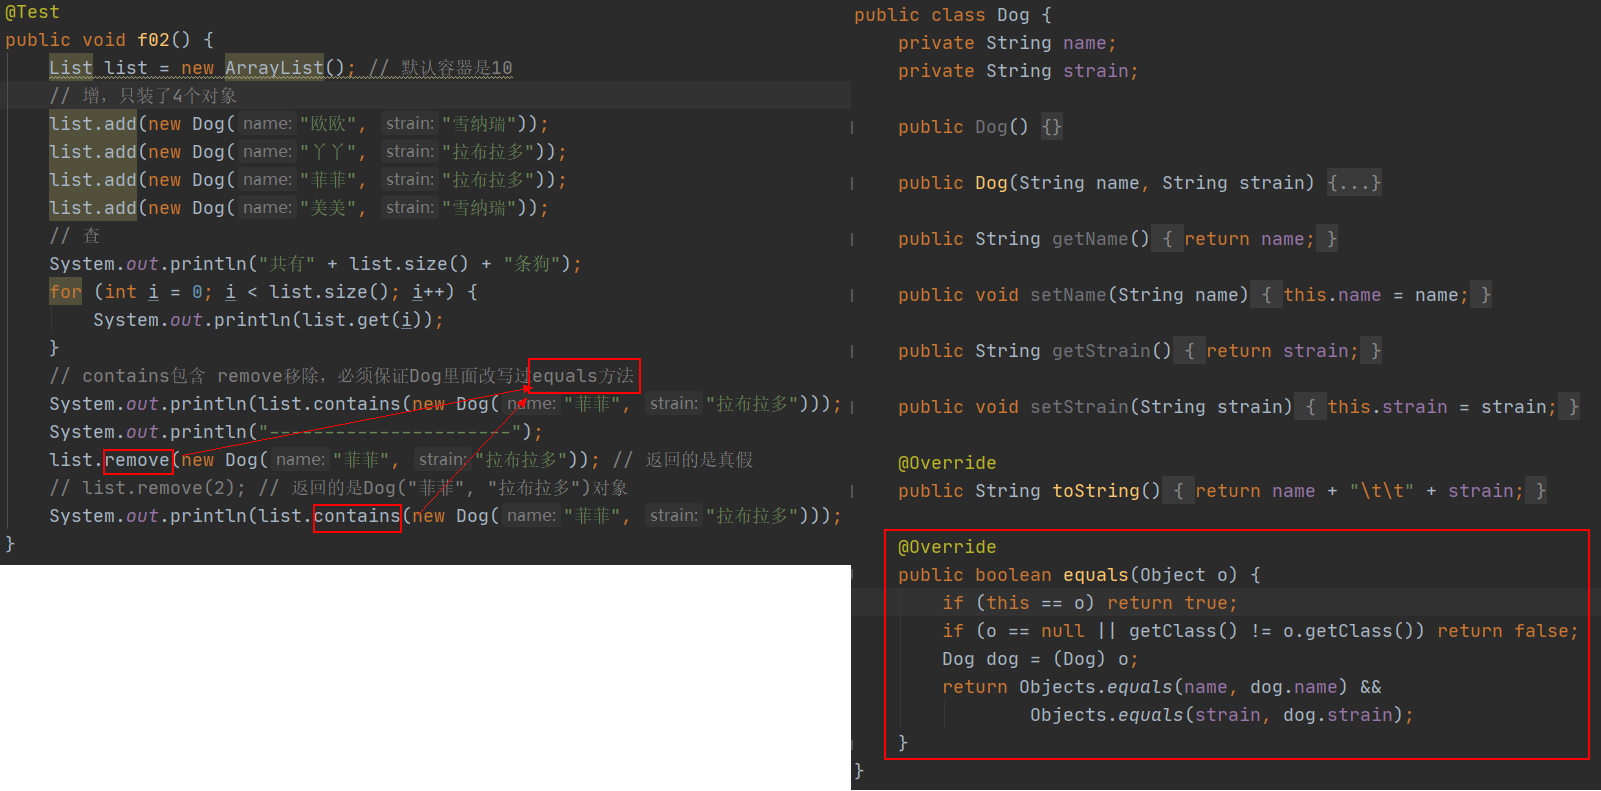 @Test
public void f02() {
List list = new ArrayList(); // 默认容器是10
// 增，只装了4个对象
list.add(new Dog( name: "欧欧", strain: "雪纳瑞"));
list.add(new Dog( name: "丫丫", strain: "拉布拉多"));
list.add(new Dog( name: "菲菲", strain: "拉布拉多"));
list.add(new Dog( name: "美美", strain: "雪纳瑞"));
// 查
System.out.println("共有" + list.size() + "条狗");
for (int i = 0; i < list.size(); i++) {
System.out.println(list.get(i));
}
// contains包含 remove移除，必须保证Dog里面改写过equals方法
System.out.println(list.contains(new Dog( name: "菲菲", strain: "拉布拉多")));
System.out.println("----------------------");
list.remove(new Dog( name: "菲菲", strain: "拉布拉多")); // 返回的是真假
// list.remove(2); // 返回的是Dog("菲菲", "拉布拉多")对象
System.out.println(list.contains(new Dog( name: "菲菲", strain: "拉布拉多")));
}
public class Dog {
private String name;
private String strain;
public Dog() {}
public Dog(String name, String strain) {...}
public String getName() { return name; }
public void setName(String name) { this.name = name; }
public String getStrain() { return strain; }
public void setStrain(String strain) { this.strain = strain; }
@Override
public String toString() { return name + "\t\t" + strain; }
@Override
public boolean equals(Object o) {
if (this == o) return true;
if (o == null || getClass() != o.getClass()) return false;
Dog dog = (Dog) o;
return Objects.equals(name, dog.name) &&
Objects.equals(strain, dog.strain);
}
}